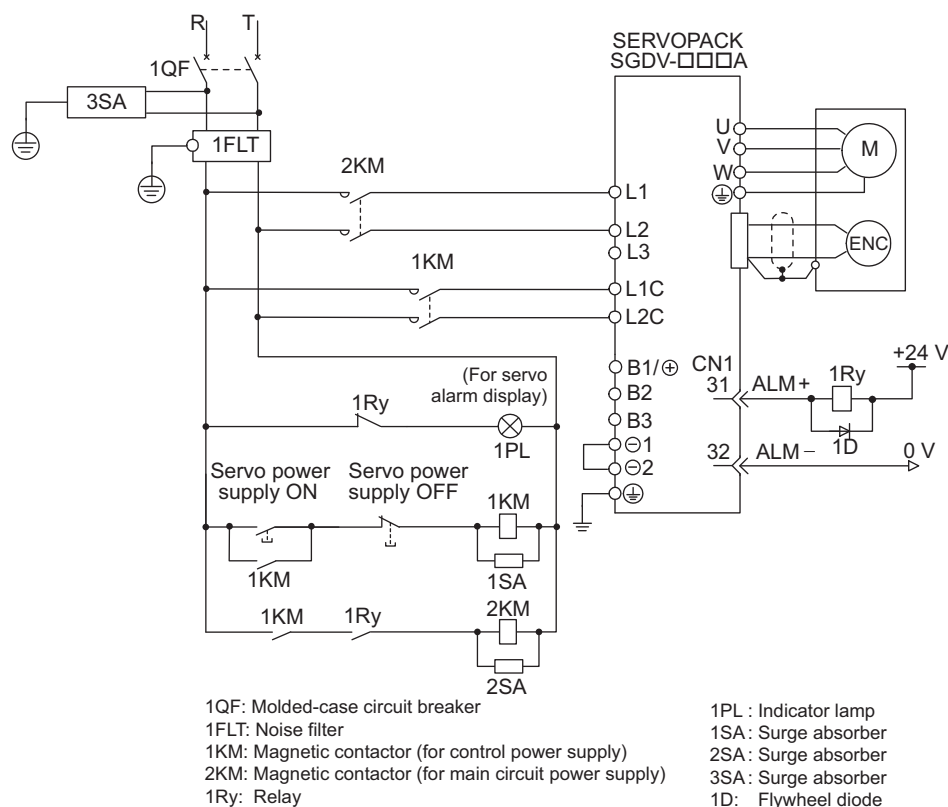 R T
1QF
3SA
1FLT
2KM
1KM
SERVOPACK
SGDV-□□□A
U
V
W
M
ENC
L1
L2
L3
L1C
L2C
B1/⊕
B2
B3
⊖1
⊖2
CN1
31 ALM+
1Ry
+24 V
1D
32 ALM−
0 V
(For servo
alarm display)
1Ry
1PL
Servo power
supply ON
Servo power
supply OFF
1KM
1KM
1SA
1KM
1Ry
2KM
2SA
1QF: Molded-case circuit breaker
1FLT: Noise filter
1KM: Magnetic contactor (for control power supply)
2KM: Magnetic contactor (for main circuit power supply)
1Ry: Relay
1PL : Indicator lamp
1SA : Surge absorber
2SA : Surge absorber
3SA : Surge absorber
1D: Flywheel diode